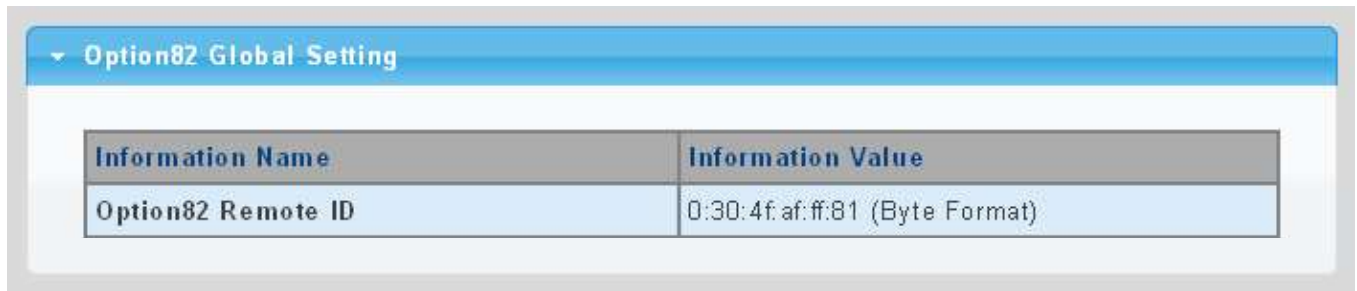 Option82 Global Setting
Information Name Information Value
Option82 Remote ID 0:30:4f:af:ff:81 (Byte Format)